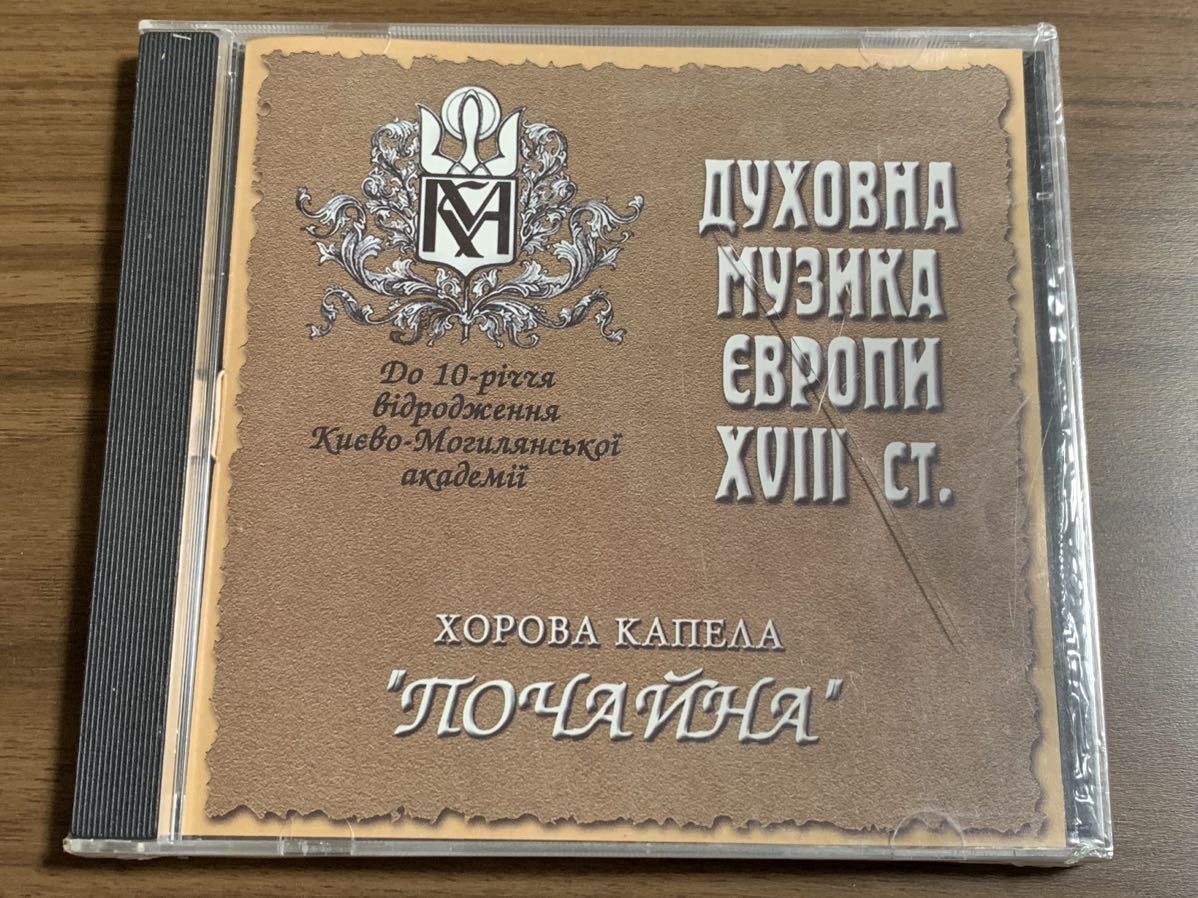 До 10-річчя
відродження
Києво-Могилянської
академії
ДУХОВНА
МУЗИКА
ЄВРОПИ
XVIII СТ.
ХОРОВА КАПЕЛА
"ПОЧАЙНА"